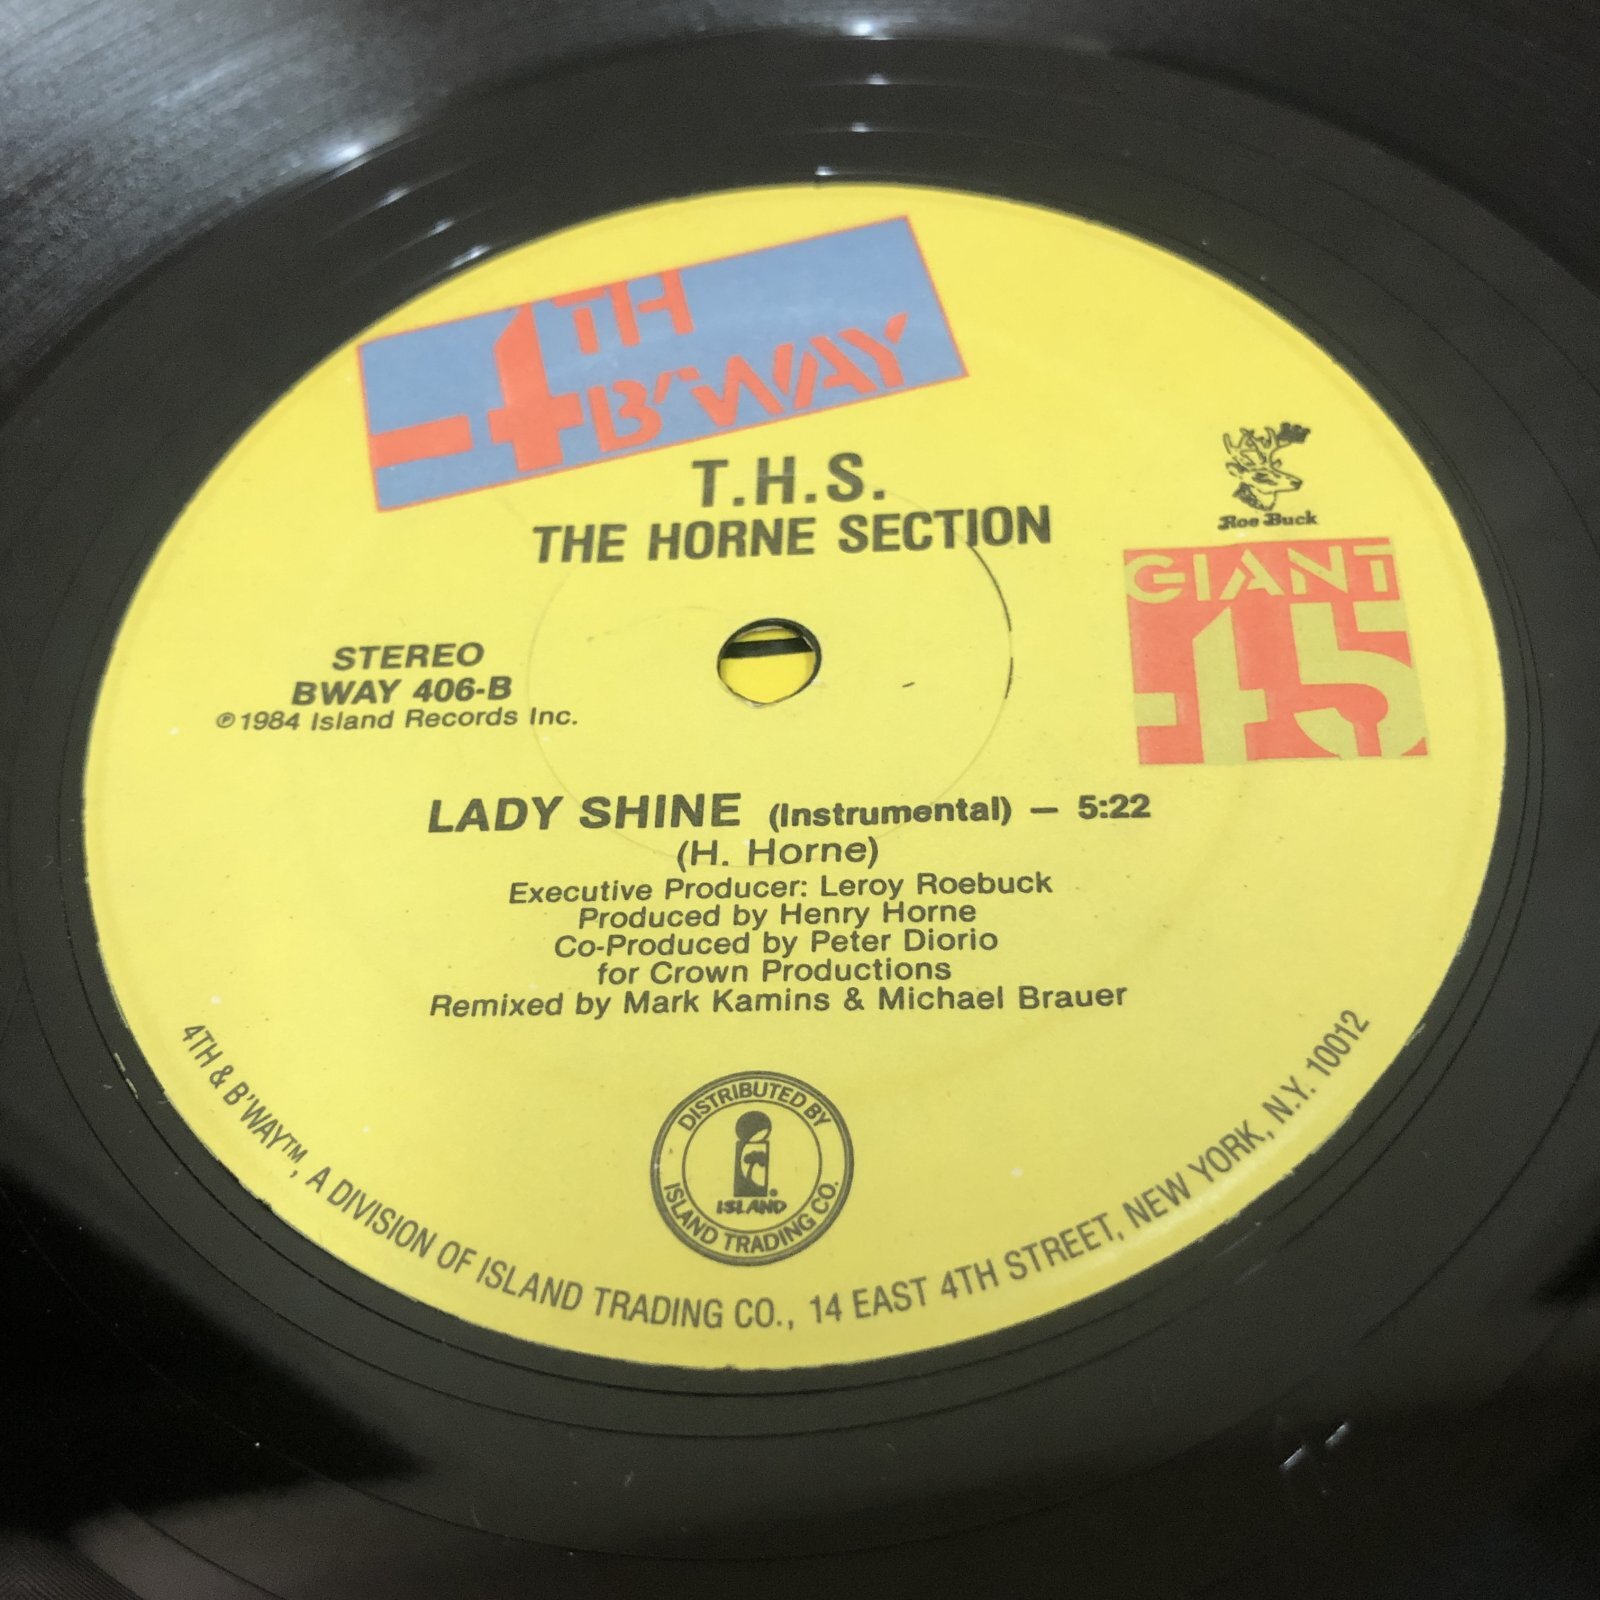 4TH
B'WAY
T.H.S.
THE HORNE SECTION
Roe Buck
GIANT
45
STEREO
BWAY 406-B
℗ 1984 Island Records Inc.
LADY SHINE (Instrumental) — 5:22
(H. Horne)
Executive Producer: Leroy Roebuck
Produced by Henry Horne
Co-Produced by Peter Diorio
for Crown Productions
Remixed by Mark Kamins & Michael Brauer
DISTRIBUTED BY
ISLAND
ISLAND TRADING CO.
4TH & B'WAY™, A DIVISION OF ISLAND TRADING CO., 14 EAST 4TH STREET, NEW YORK, N.Y. 10012